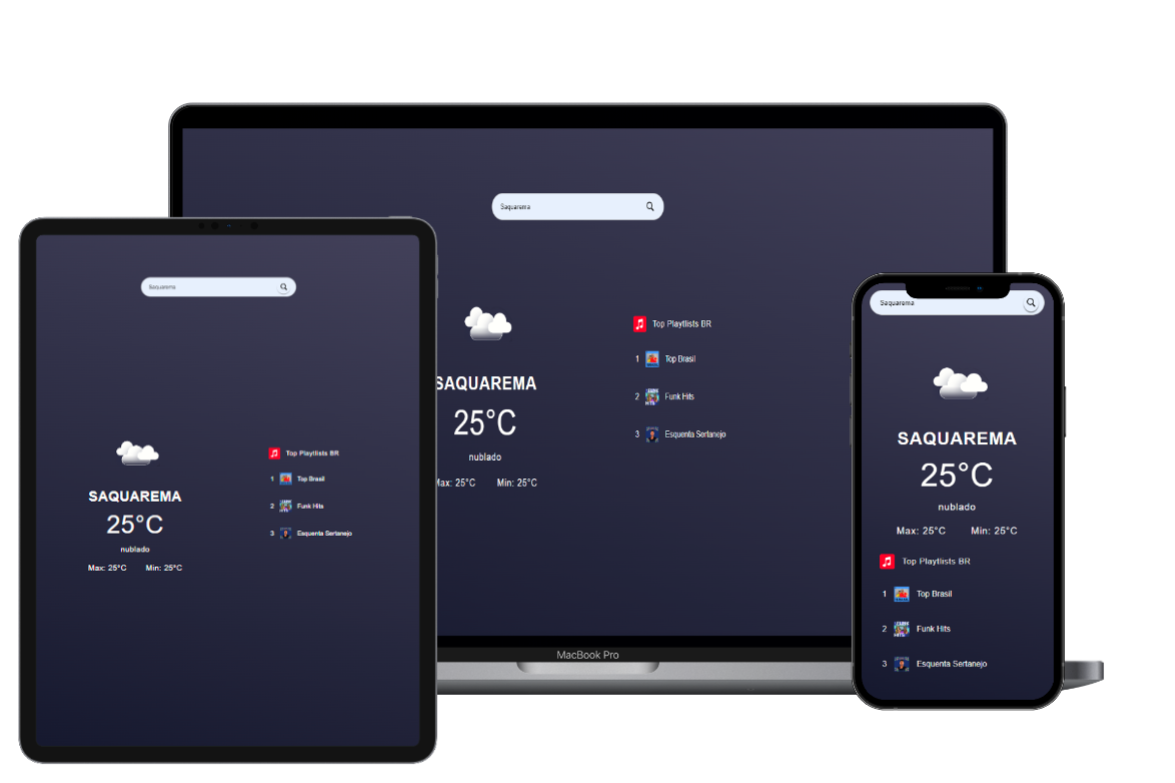 Saquarema
Top Playtlists BR
1 Top Brasil
SAQUAREMA
2 Funk Hits
25°C
3 Esquenta Sertanejo
nublado
Max: 25°C Min: 25°C
MacBook Pro
Saquarema
Top Playtlists BR
1 Top Brasil
SAQUAREMA
2 Funk Hits
25°C
3 Esquenta Sertanejo
nublado
Max: 25°C Min: 25°C
Saquarema
SAQUAREMA
25°C
nublado
Max: 25°C Min: 25°C
Top Playtlists BR
1 Top Brasil
2 Funk Hits
3 Esquenta Sertanejo